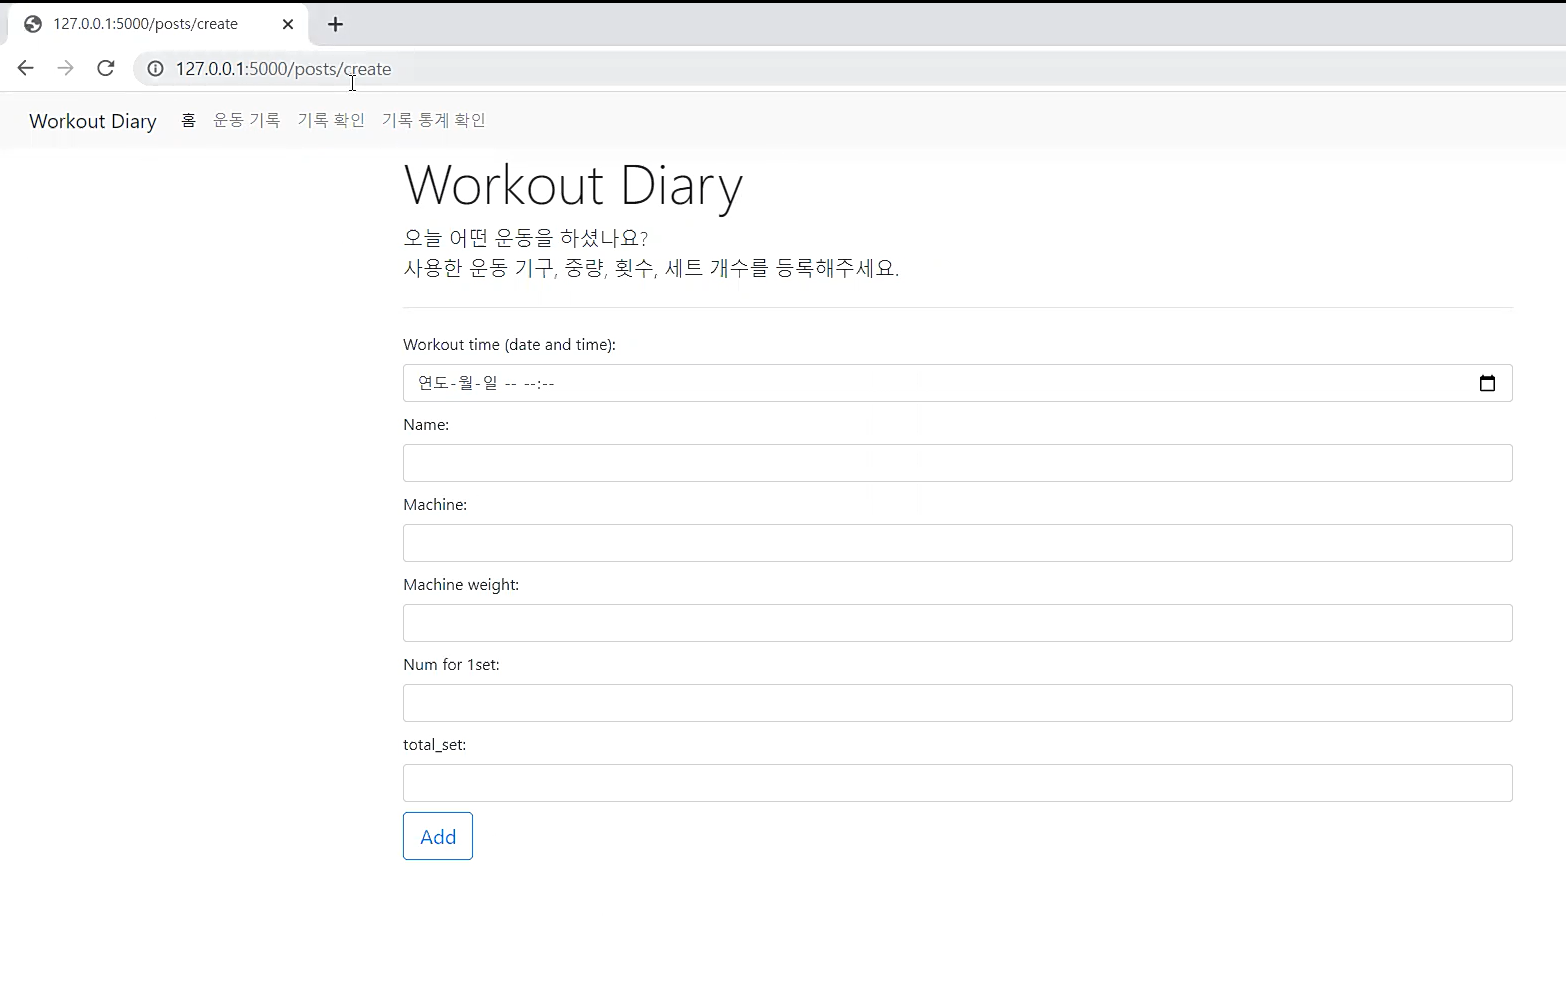 127.0.0.1:5000/posts/create
127.0.0.1:5000/posts/create
Workout Diary 홈 운동 기록 기록 확인 기록 통계 확인
Workout Diary
오늘 어떤 운동을 하셨나요?
사용한 운동 기구, 중량, 횟수, 세트 개수를 등록해주세요.
Workout time (date and time):
연도-월-일 -- --:--
Name:
Machine:
Machine weight:
Num for 1set:
total_set:
Add